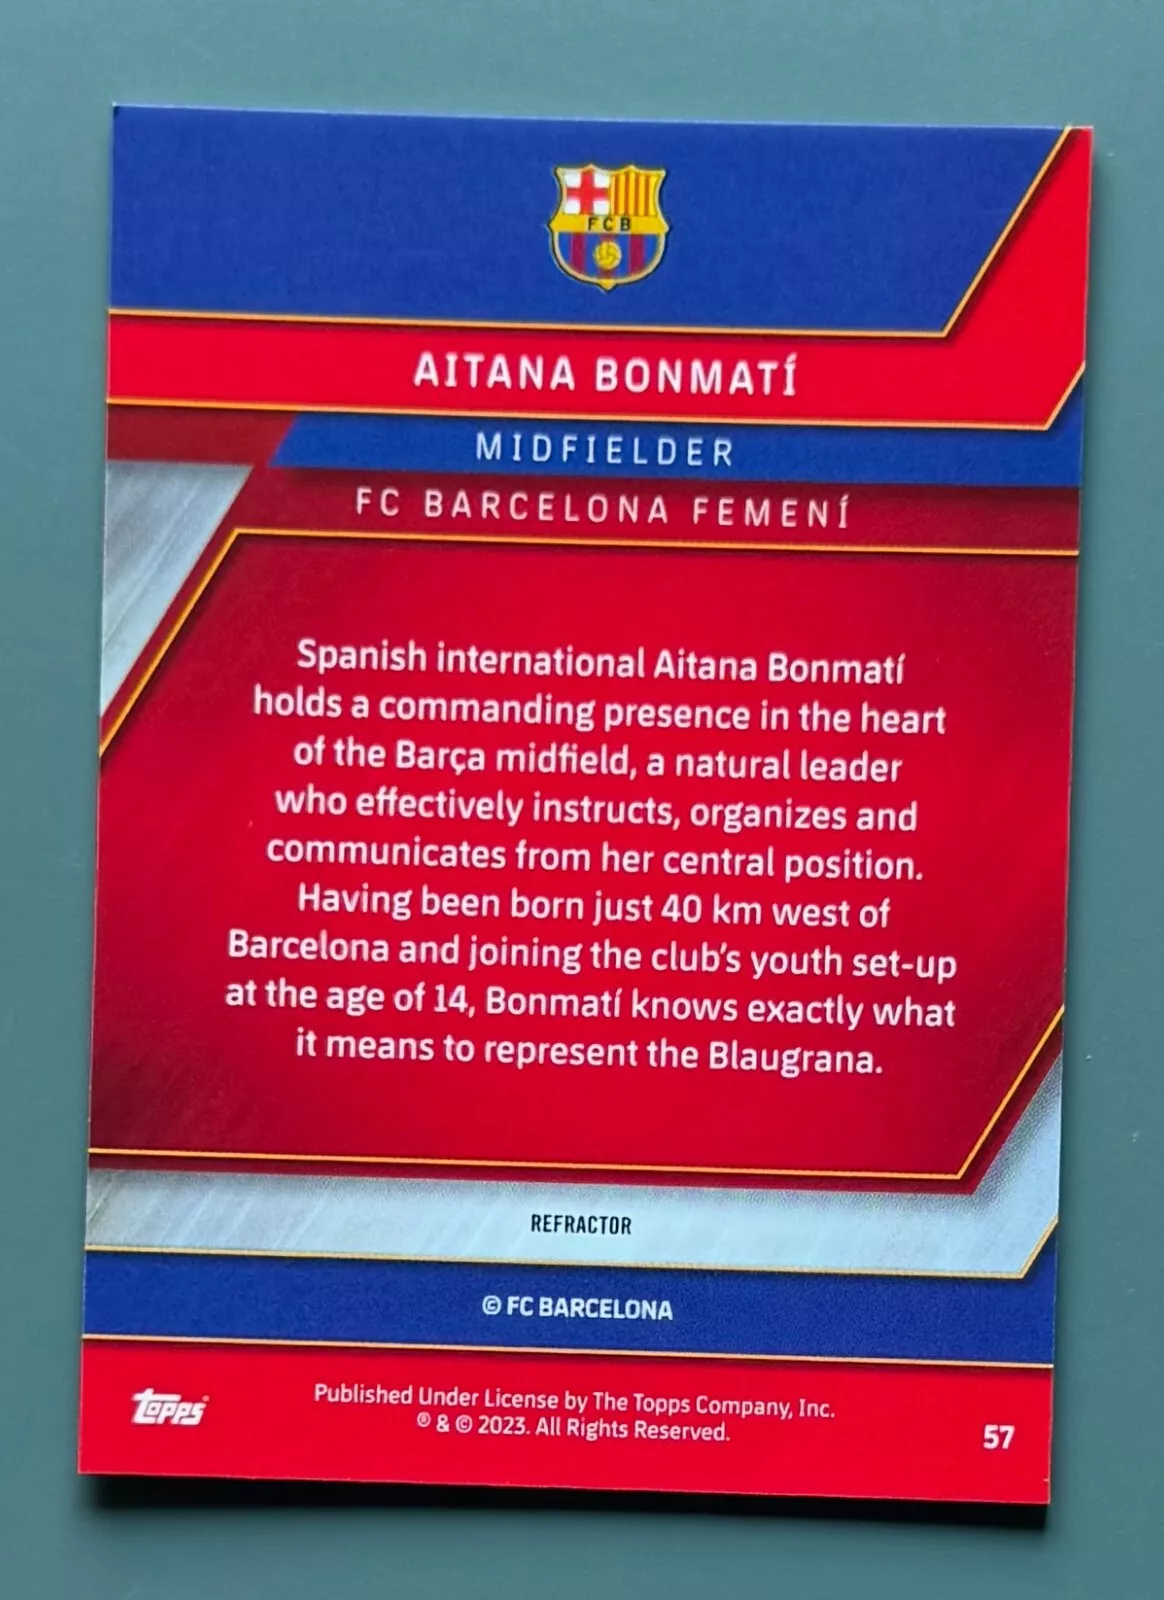 FCB
AITANA BONMATÍ
MIDFIELDER
FC BARCELONA FEMENÍ
Spanish international Aitana Bonmatí
holds a commanding presence in the heart
of the Barça midfield, a natural leader
who effectively instructs, organizes and
communicates from her central position.
Having been born just 40 km west of
Barcelona and joining the club's youth set-up
at the age of 14, Bonmatí knows exactly what
it means to represent the Blaugrana.
REFRACTOR
© FC BARCELONA
Topps®
Published Under License by The Topps Company, Inc.
® & © 2023. All Rights Reserved.
57